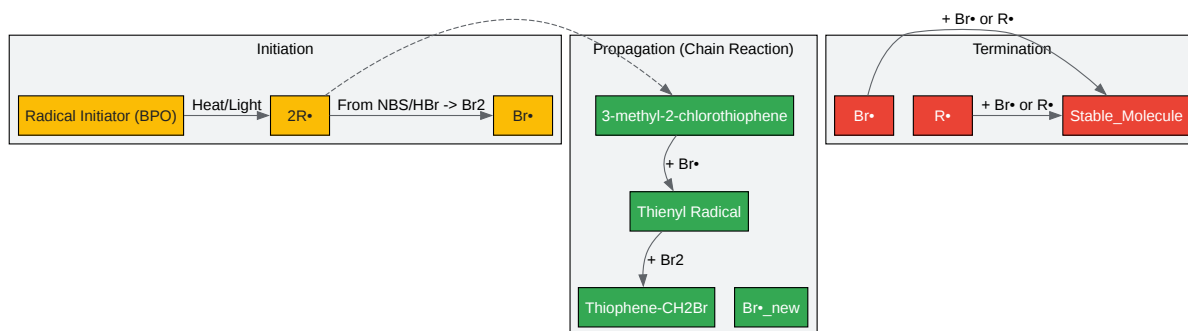 + Br• or R•
Initiation
Propagation (Chain Reaction)
Termination
Radical Initiator (BPO)
Heat/Light
2R•
From NBS/HBr -> Br2
Br•
3-methyl-2-chlorothiophene
Br•
R•
+ Br• or R•
Stable_Molecule
+ Br•
Thienyl Radical
+ Br2
Thiophene-CH2Br
Br•_new